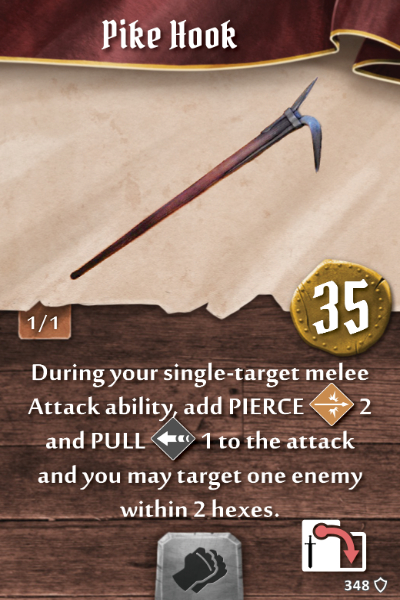 Pike Hook
35
1/1
During your single-target melee
Attack ability, add PIERCE 2
and PULL 1 to the attack
and you may target one enemy
within 2 hexes.
348